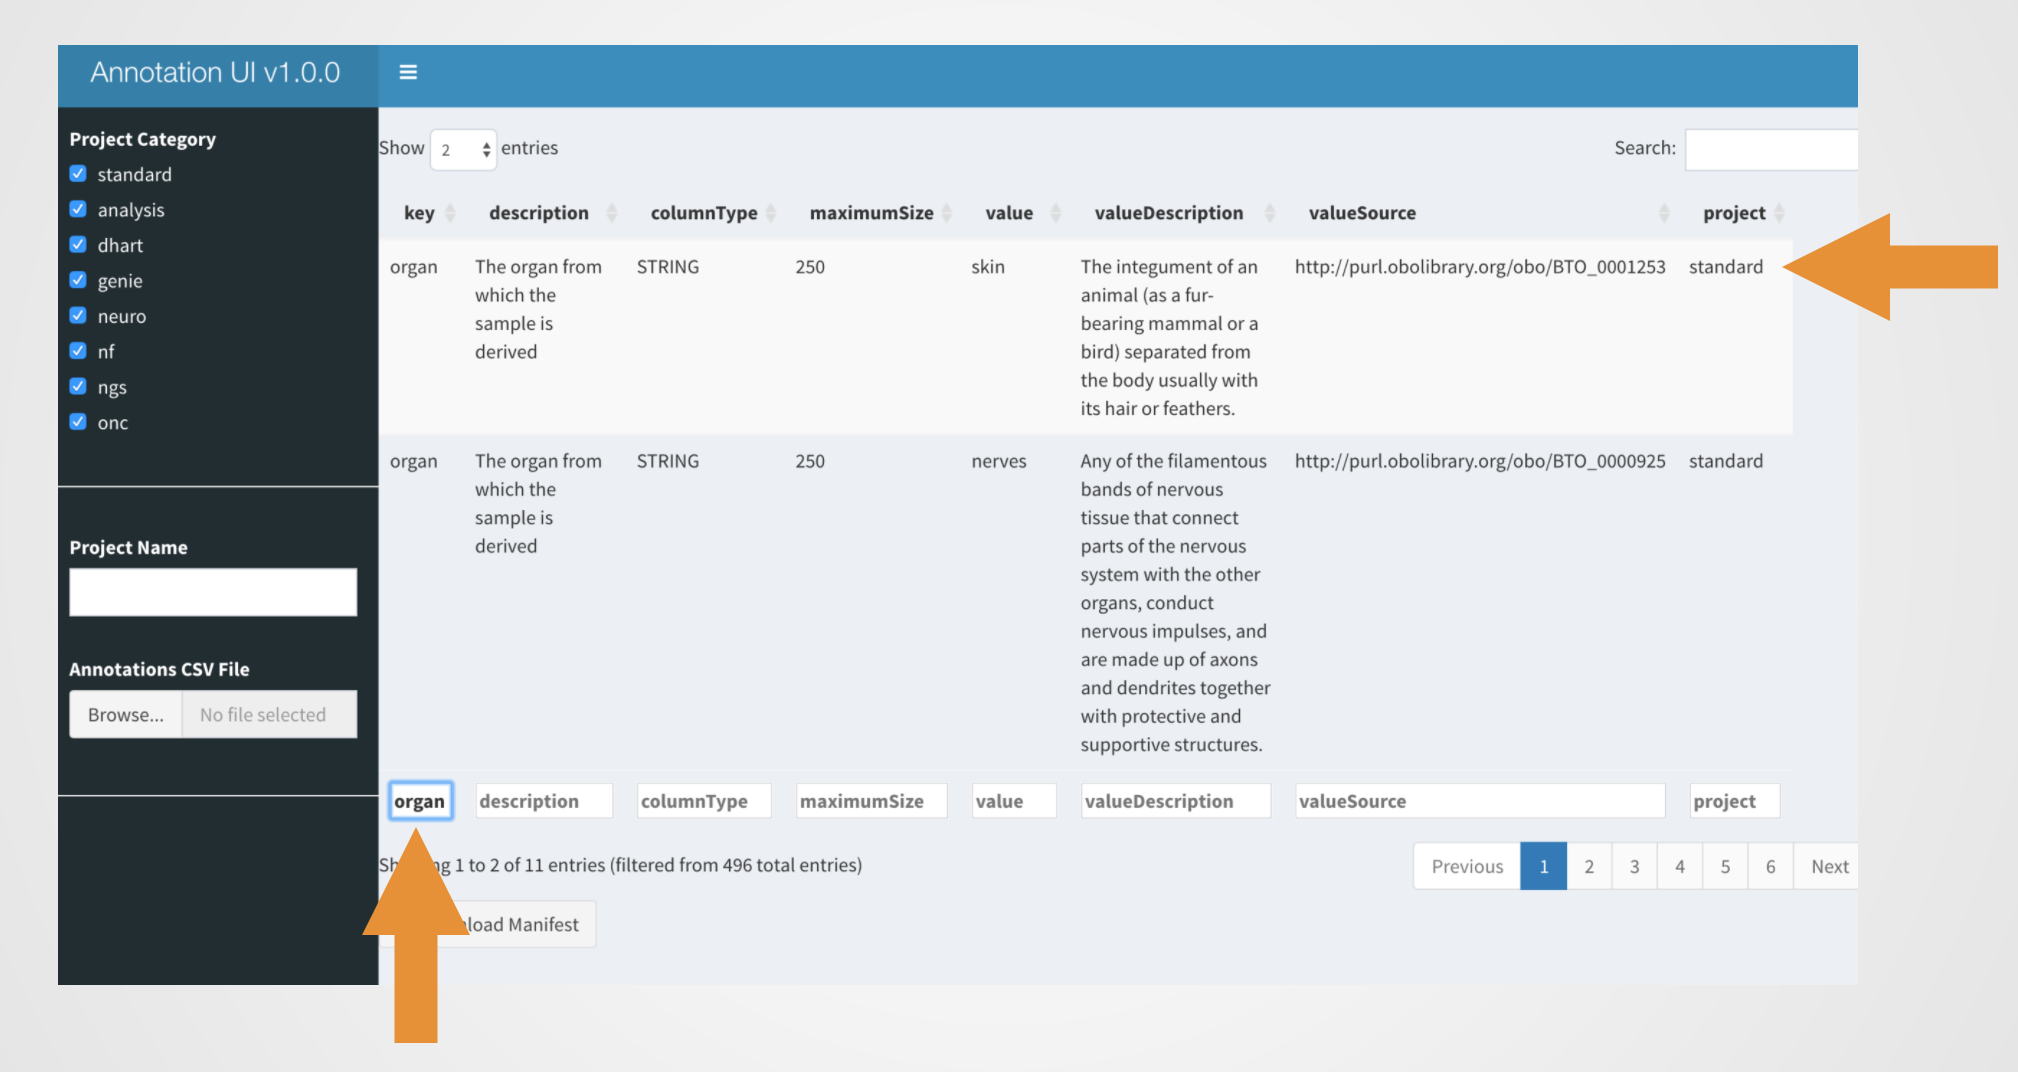 Annotation UI v1.0.0
Project Category
standard
analysis
dhart
genie
neuro
nf
ngs
onc
Project Name
Annotations CSV File
Browse... No file selected
Show 2 entries
Search:
key description columnType maximumSize value valueDescription valueSource project
organ The organ from STRING 250 skin The integument of an http://purl.obolibrary.org/obo/BTO_0001253 standard
which the animal (as a fur-
sample is bearing mammal or a
derived bird) separated from
the body usually with
its hair or feathers.
organ The organ from STRING 250 nerves Any of the filamentous http://purl.obolibrary.org/obo/BTO_0000925 standard
which the bands of nervous
sample is tissue that connect
derived parts of the nervous
system with the other
organs, conduct
nervous impulses, and
are made up of axons
and dendrites together
with protective and
supportive structures.
organ description columnType maximumSize value valueDescription valueSource project
1 to 2 of 11 entries (filtered from 496 total entries)
Previous 1 2 3 4 5 6 Next
Manifest